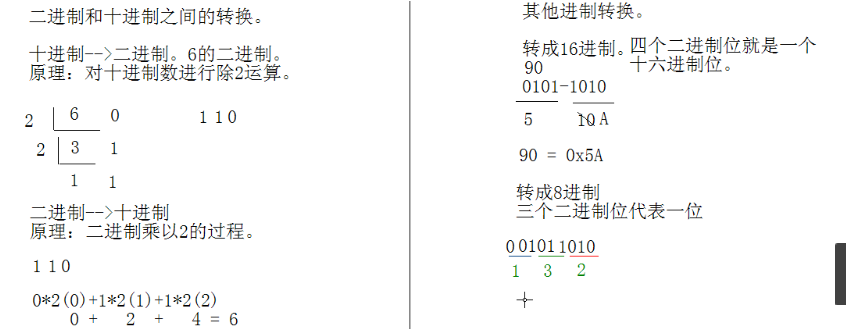 二进制和十进制之间的转换。
十进制-->二进制。6的二进制。
原理：对十进制数进行除2运算。
2 6 0 1 1 0
2 3 1
1 1
二进制-->十进制
原理：二进制乘以2的过程。
1 1 0
0*2(0)+1*2(1)+1*2(2)
0 + 2 + 4 = 6
其他进制转换。
转成16进制。四个二进制位就是一个
十六进制位。
90
0101-1010
5 10 A
90 = 0x5A
转成8进制
三个二进制位代表一位
0 0101 1010
1 3 2